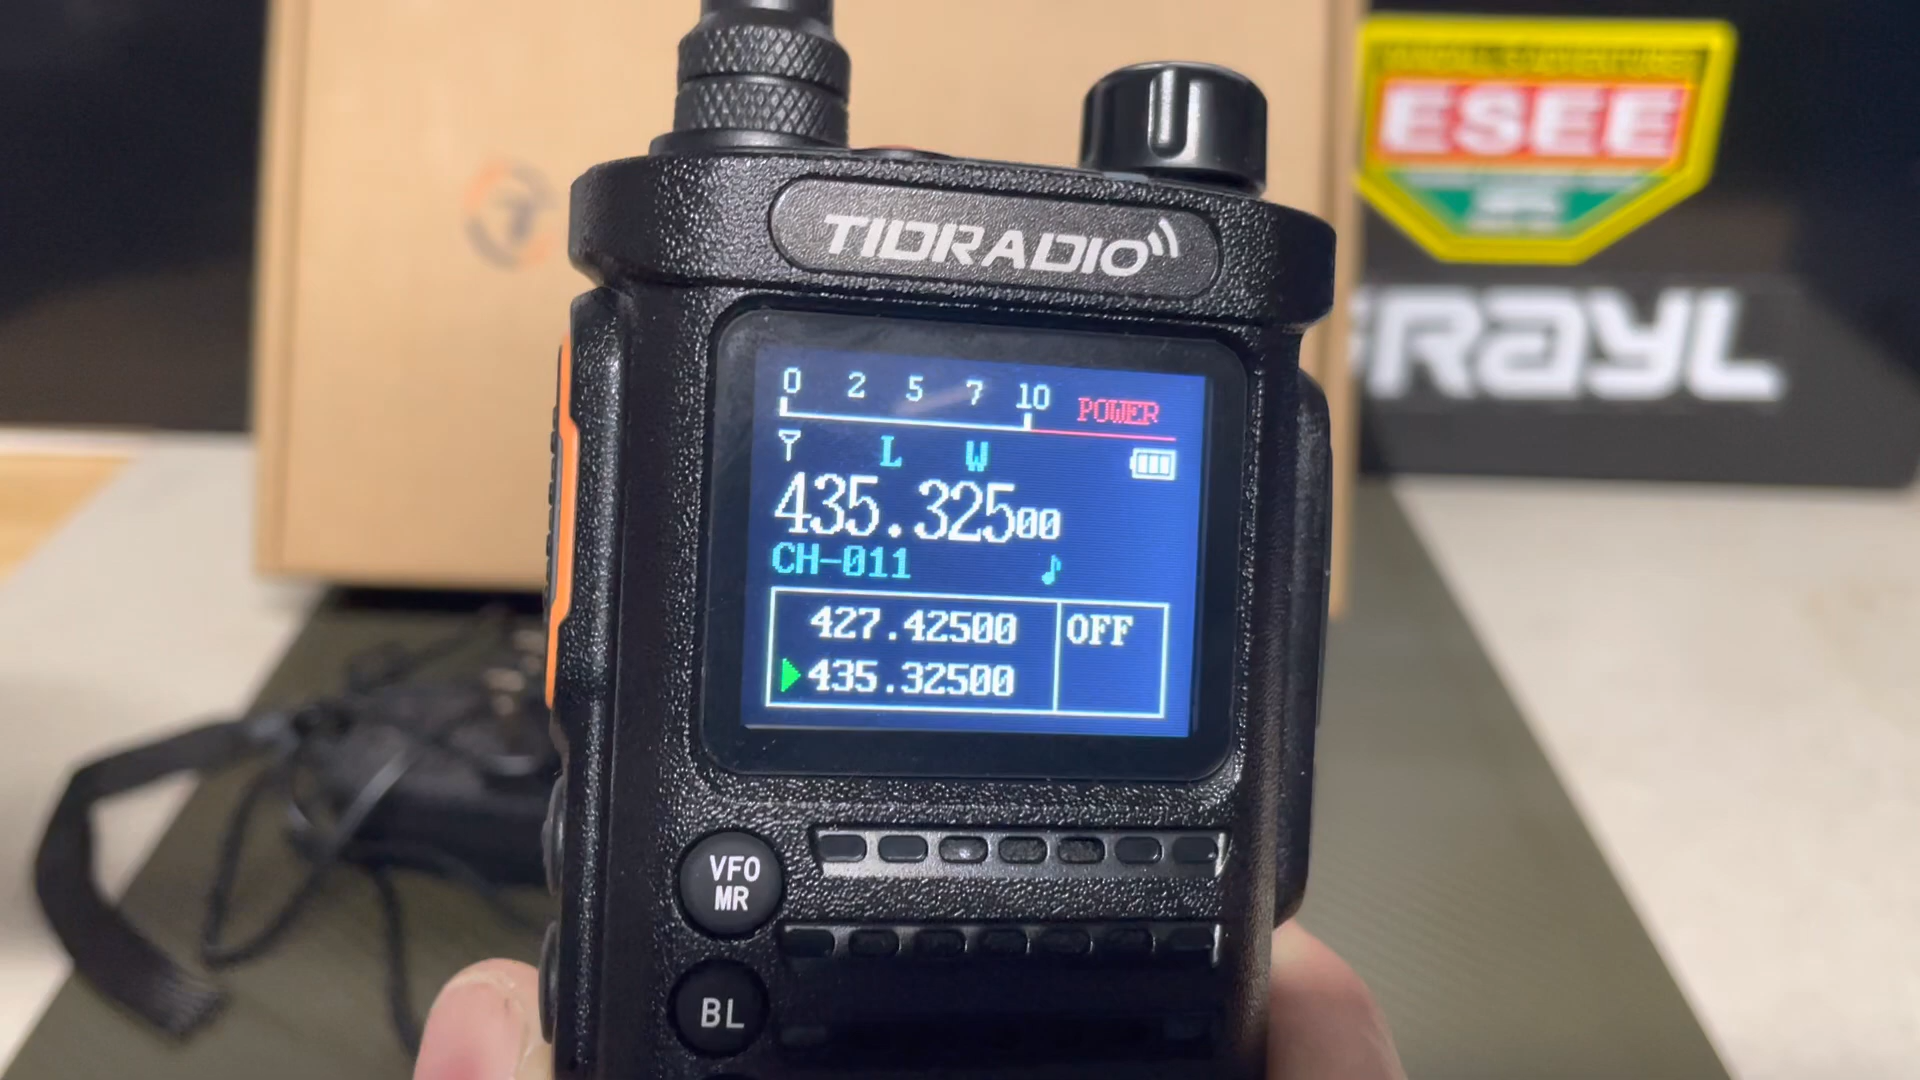 TIDRADIO
0 2 5 7 10 POWER
L W
435.32500
CH-011
427.42500 OFF
435.32500
VFO
MR
BL
ESEE
GRAYL